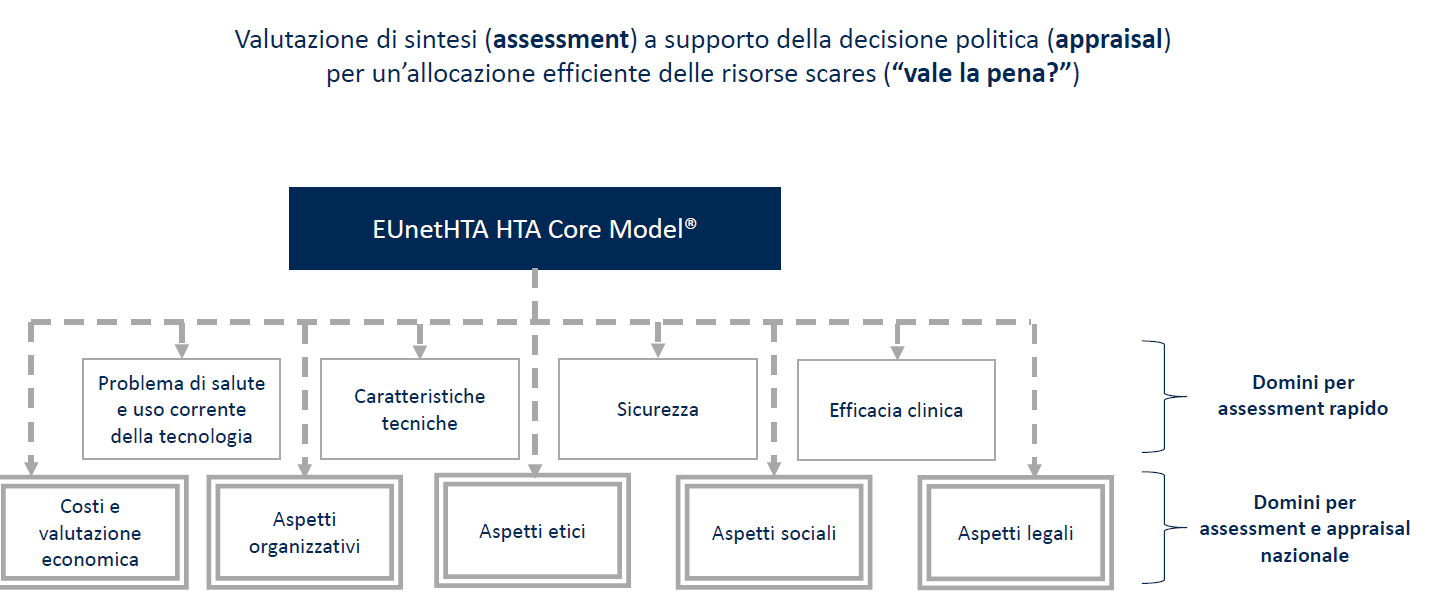 Valutazione di sintesi (assessment) a supporto della decisione politica (appraisal)
per un’allocazione efficiente delle risorse scares (“vale la pena?”)
EUnetHTA HTA Core Model®
Problema di salute
e uso corrente
della tecnologia
Caratteristiche
tecniche
Sicurezza
Efficacia clinica
Domini per
assessment rapido
Costi e
valutazione
economica
Aspetti
organizzativi
Aspetti etici
Aspetti sociali
Aspetti legali
Domini per
assessment e appraisal
nazionale